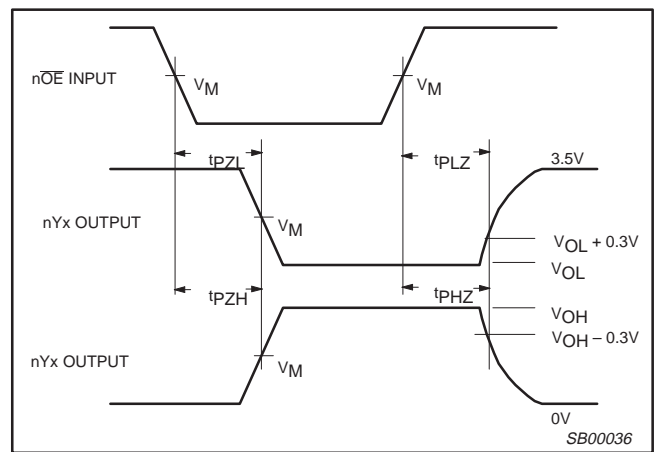 nO̅E̅ INPUT
VM
VM
tPZL
tPLZ
3.5V
nYx OUTPUT
VM
VOL + 0.3V
VOL
tPZH
tPHZ
VOH
VOH – 0.3V
nYx OUTPUT
VM
0V
SB00036